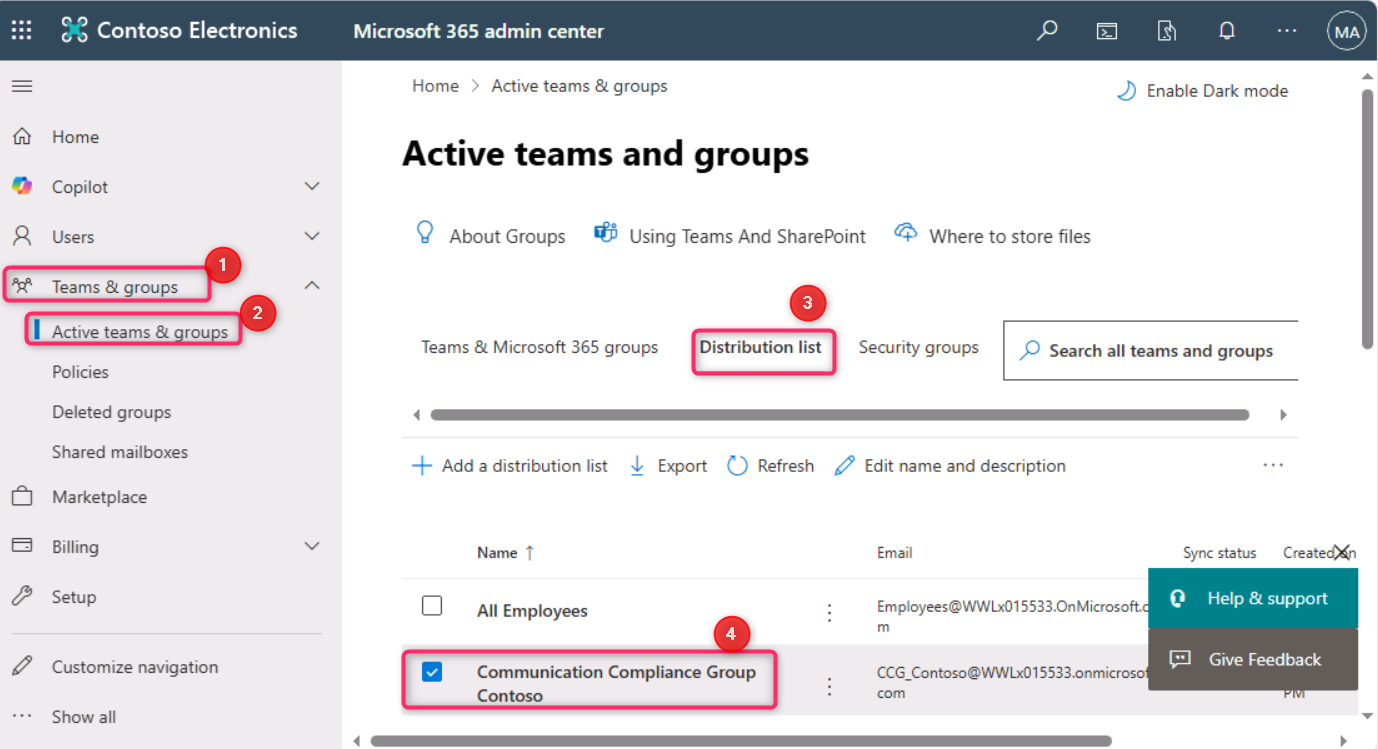 Contoso Electronics
Microsoft 365 admin center
MA
Home
Copilot
Users
Teams & groups
1
Active teams & groups
2
Policies
Deleted groups
Shared mailboxes
Marketplace
Billing
Setup
Customize navigation
Show all
Home > Active teams & groups
Enable Dark mode
Active teams and groups
About Groups
Using Teams And SharePoint
Where to store files
3
Teams & Microsoft 365 groups
Distribution list
Security groups
Search all teams and groups
Add a distribution list
Export
Refresh
Edit name and description
Name ↑
Email
Sync status
Created on
All Employees
Employees@WWLx015533.OnMicrosoft.c
m
4
Communication Compliance Group
Contoso
CCG_Contoso@WWLx015533.onmicrosof
com
PM
Help & support
Give Feedback